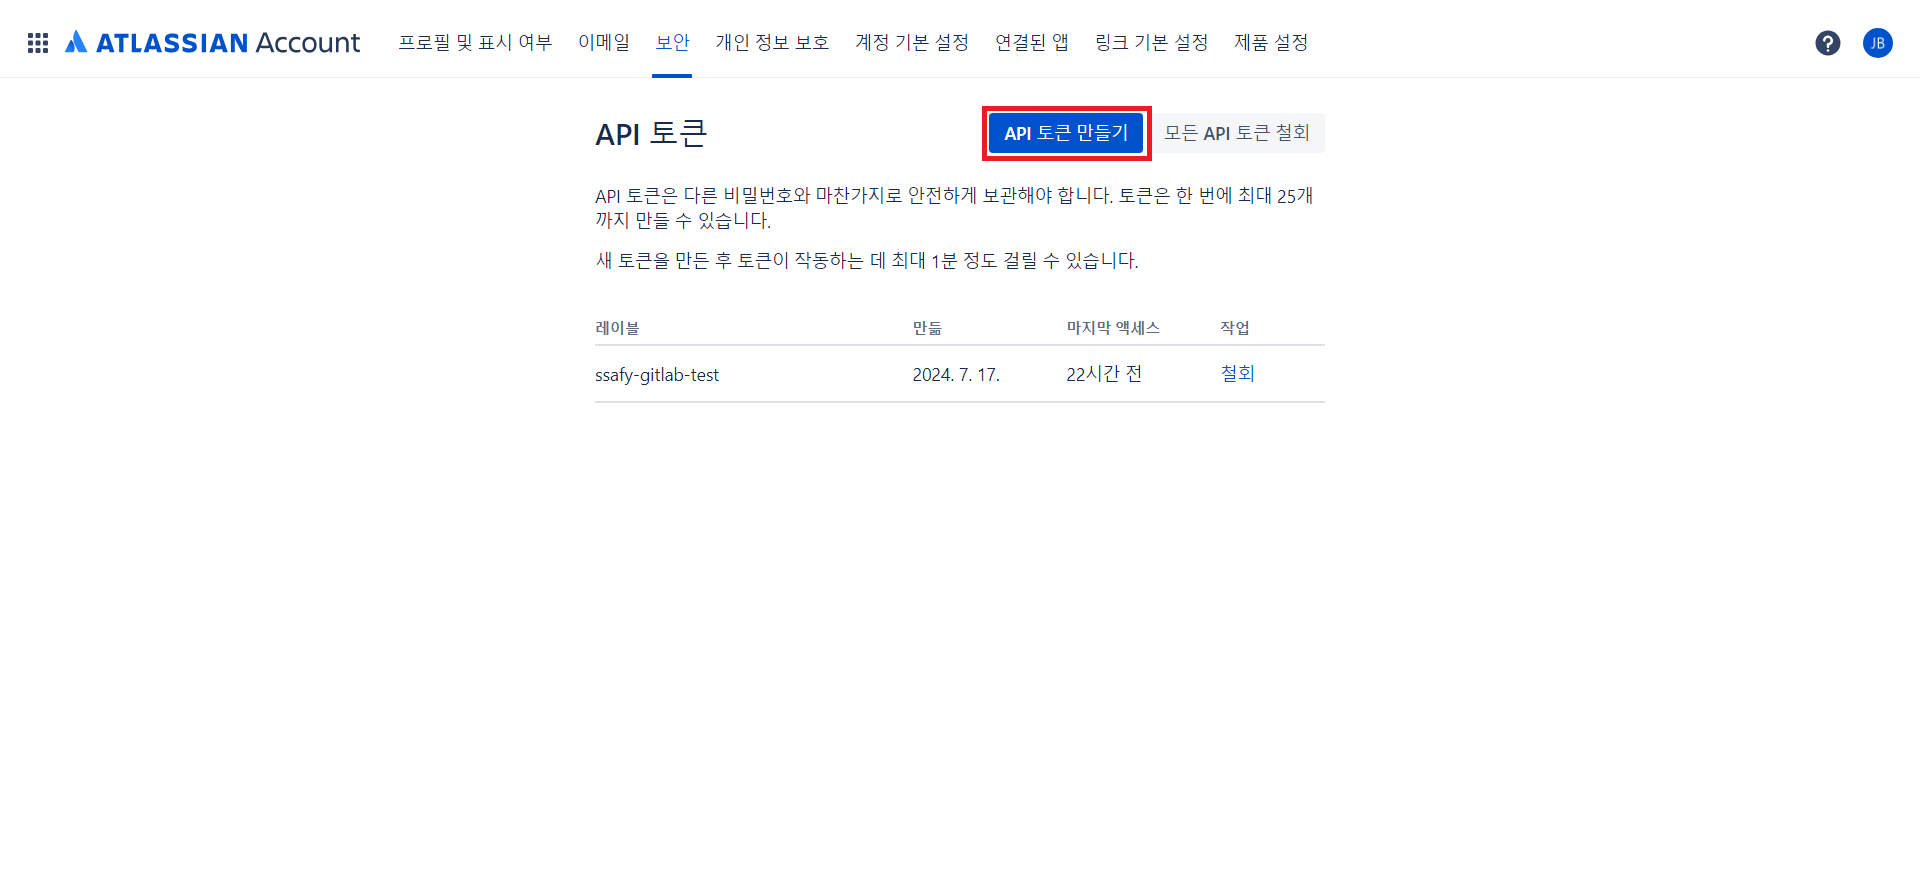 ATLASSIAN Account 프로필 및 표시 여부 이메일 보안 개인 정보 보호 계정 기본 설정 연결된 앱 링크 기본 설정 제품 설정 ? JB
API 토큰 API 토큰 만들기 모든 API 토큰 철회
API 토큰은 다른 비밀번호와 마찬가지로 안전하게 보관해야 합니다. 토큰은 한 번에 최대 25개
까지 만들 수 있습니다.
새 토큰을 만든 후 토큰이 작동하는 데 최대 1분 정도 걸릴 수 있습니다.
레이블 만듦 마지막 액세스 작업
ssafy-gitlab-test 2024. 7. 17. 22시간 전 철회